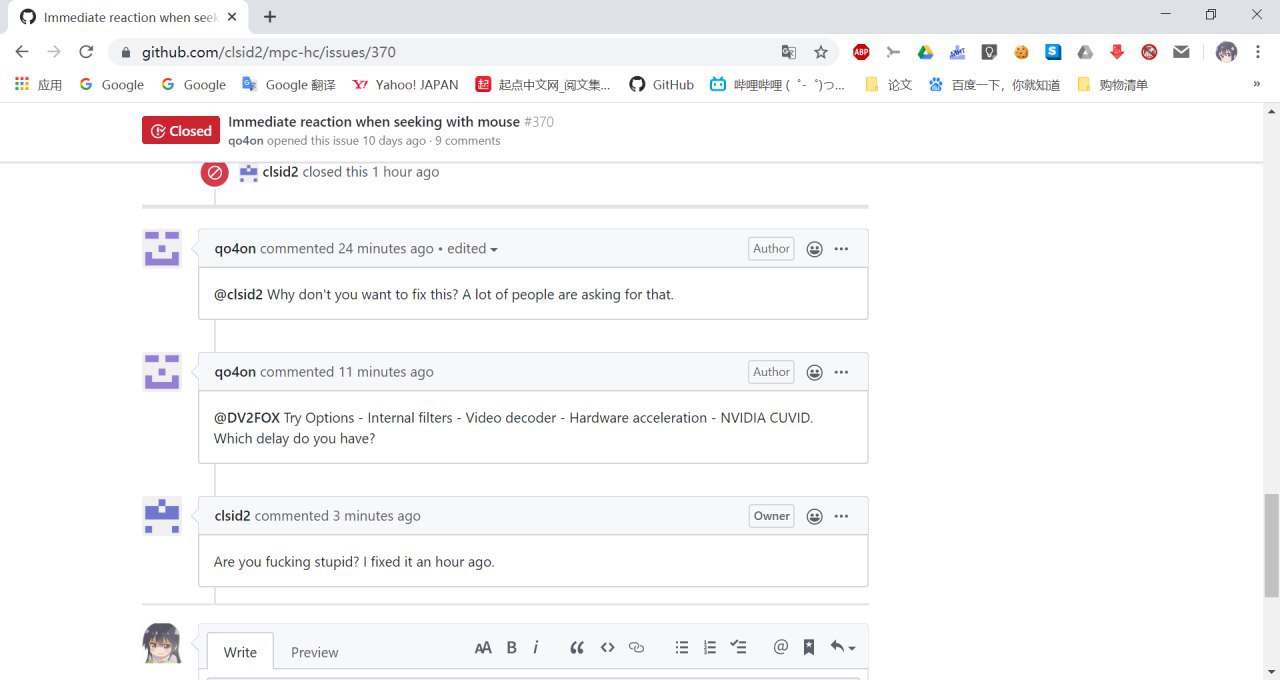 Immediate reaction when seek
github.com/clsid2/mpc-hc/issues/370
ABP
应用 Google Google Google 翻译 Yahoo! JAPAN 起点中文网_阅文集... GitHub 哔哩哔哩 ( ゜- ゜)つ... 论文 百度一下，你就知道 购物清单 »
Closed
Immediate reaction when seeking with mouse #370
qo4on opened this issue 10 days ago · 9 comments
clsid2 closed this 1 hour ago
qo4on commented 24 minutes ago • edited
Author
@clsid2 Why don't you want to fix this? A lot of people are asking for that.
qo4on commented 11 minutes ago
Author
@DV2FOX Try Options - Internal filters - Video decoder - Hardware acceleration - NVIDIA CUVID.
Which delay do you have?
clsid2 commented 3 minutes ago
Owner
Are you fucking stupid? I fixed it an hour ago.
Write Preview AA B i